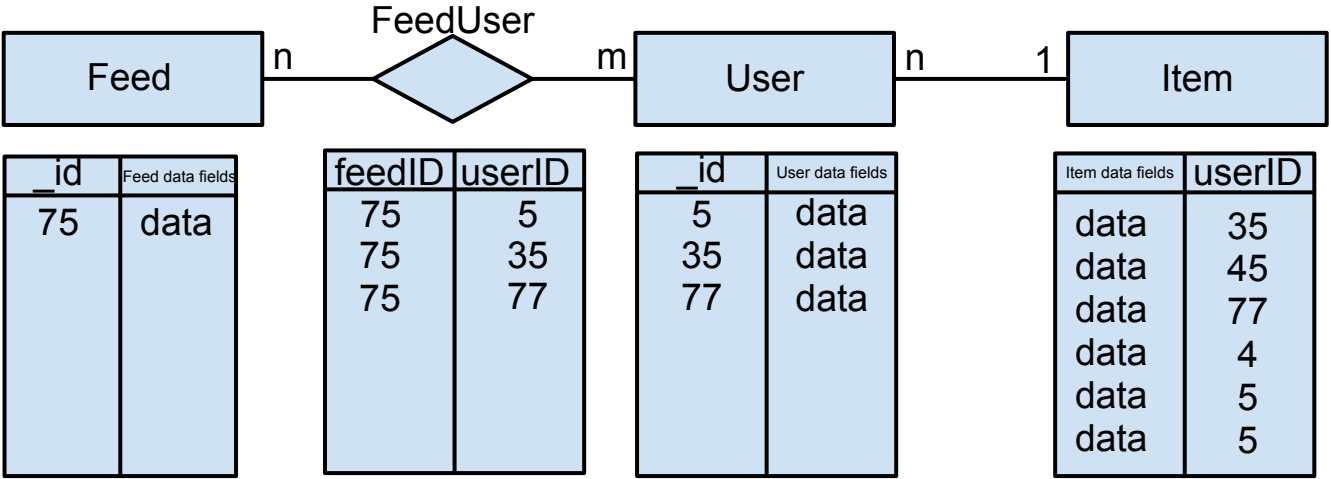 FeedUser
Feed n m User n 1 Item
_id Feed data fields
75 data
feedID userID
75 5
75 35
75 77
_id User data fields
5 data
35 data
77 data
Item data fields userID
data 35
data 45
data 77
data 4
data 5
data 5